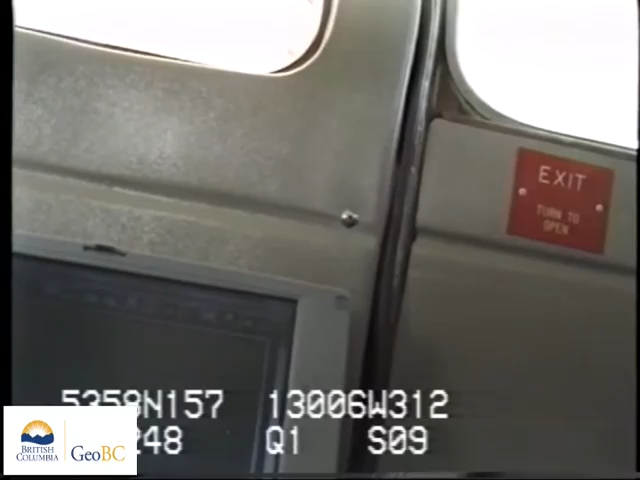 EXIT
TURN TO
OPEN
5358N157 13006W312
248 Q1 S09
BRITISH
COLUMBIA
GeoBC